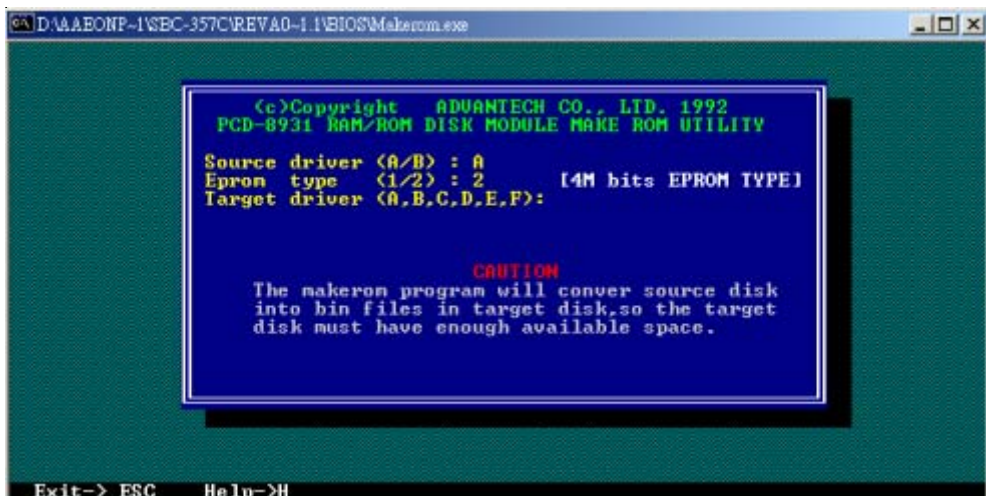 D:\AAEONP~1\SBC-357C\REVA0~1.1\BIOS\Makerom.exe
(c)Copyright ADVANTECH CO., LTD. 1992
PCD-8931 RAM/ROM DISK MODULE MAKE ROM UTILITY
Source driver (A/B) : A
Eprom type (1/2) : 2 [4M bits EPROM TYPE]
Target driver (A,B,C,D,E,F):
CAUTION
The makerom program will conver source disk
into bin files in target disk,so the target
disk must have enough available space.
Exit-> ESC Help->H